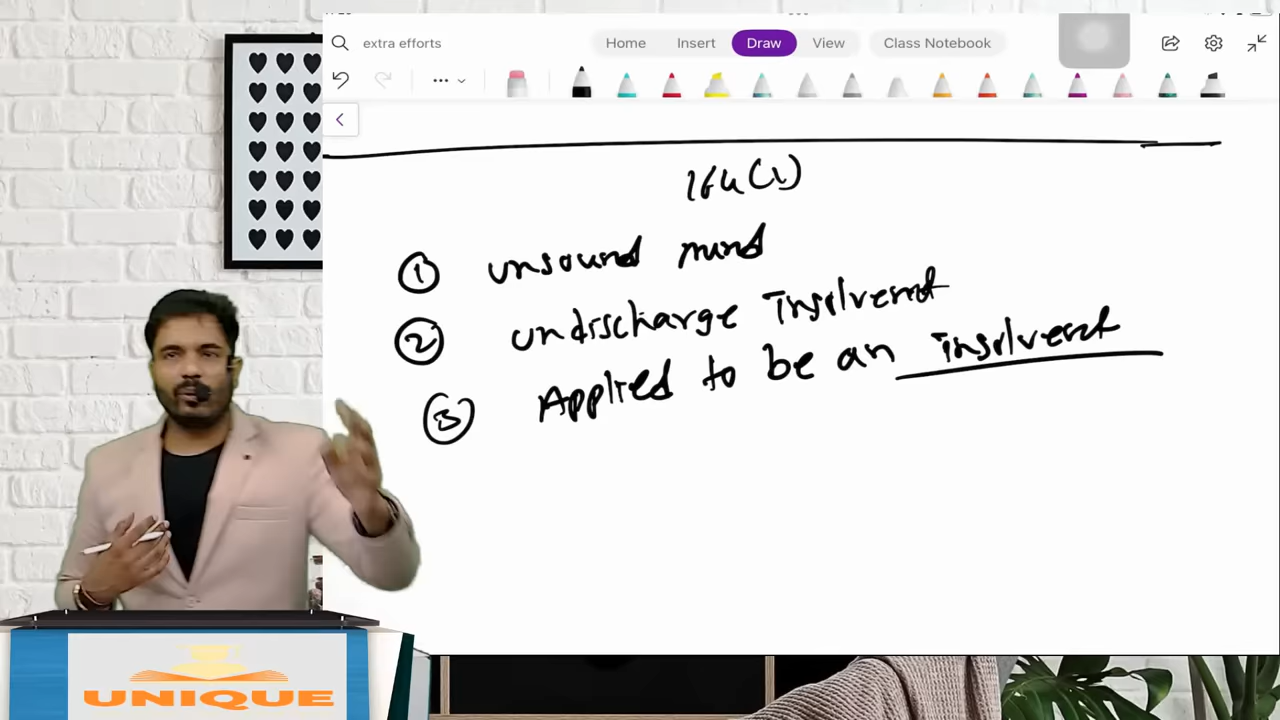 extra efforts
Home Insert Draw View Class Notebook
164(1)
① unsound mind
② undischarge insolvent
③ Applied to be an insolvent
UNIQUE